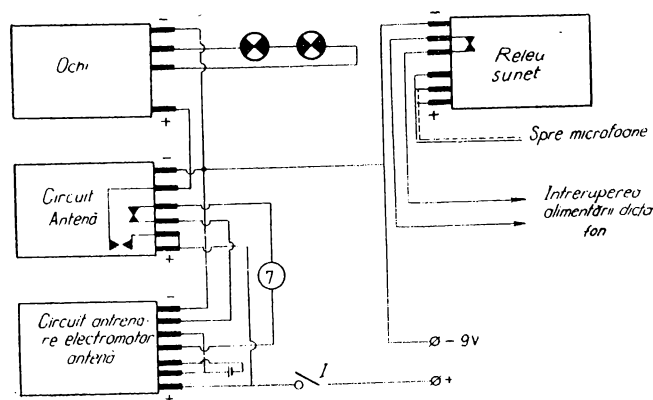 Ochi
-
+
Releu
sunet
-
+
Spre microfoane
Circuit
Antenă
-
+
Intreruperea
alimentării dicta
fon
7
Circuit antrena-
re electromotor
antenă
-
+
I
Ø - 9V
Ø +